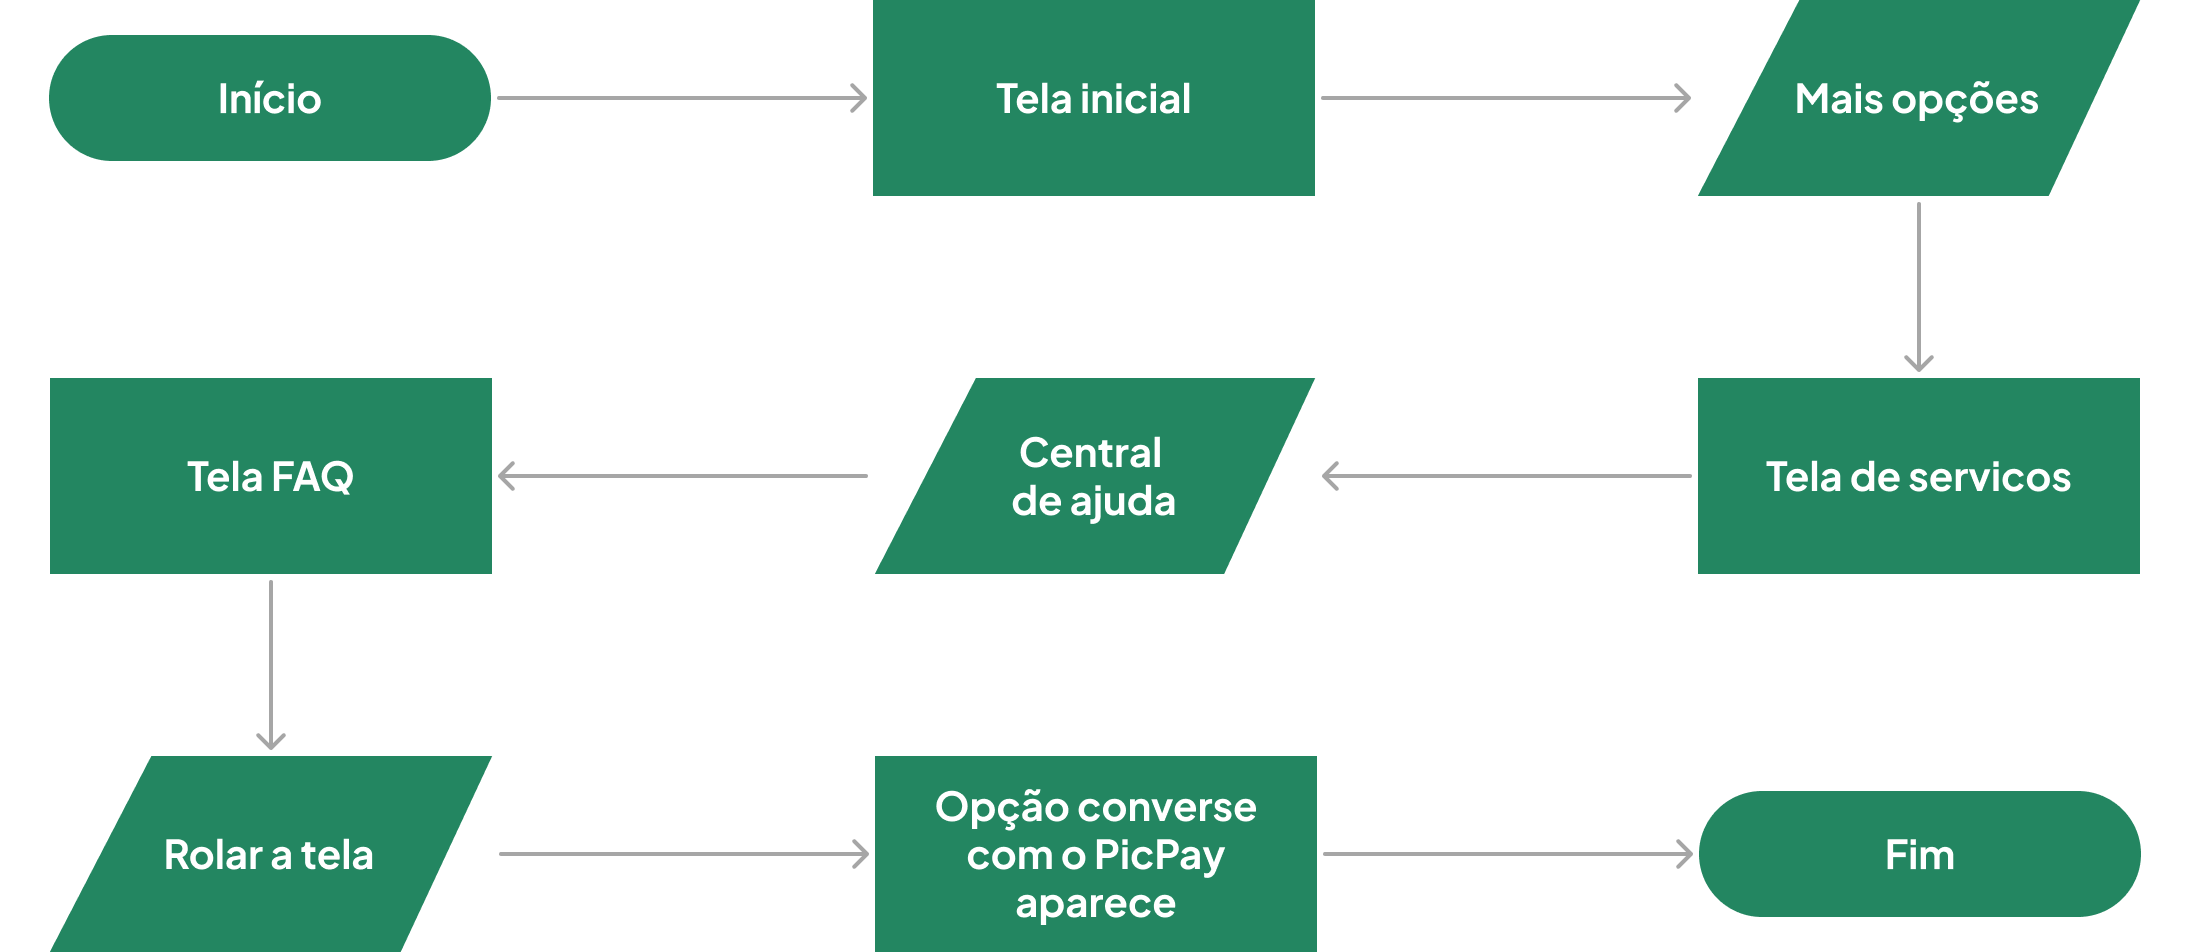 Início
Tela inicial
Mais opções
Tela FAQ
Central
de ajuda
Tela de servicos
Rolar a tela
Opção converse
com o PicPay
aparece
Fim